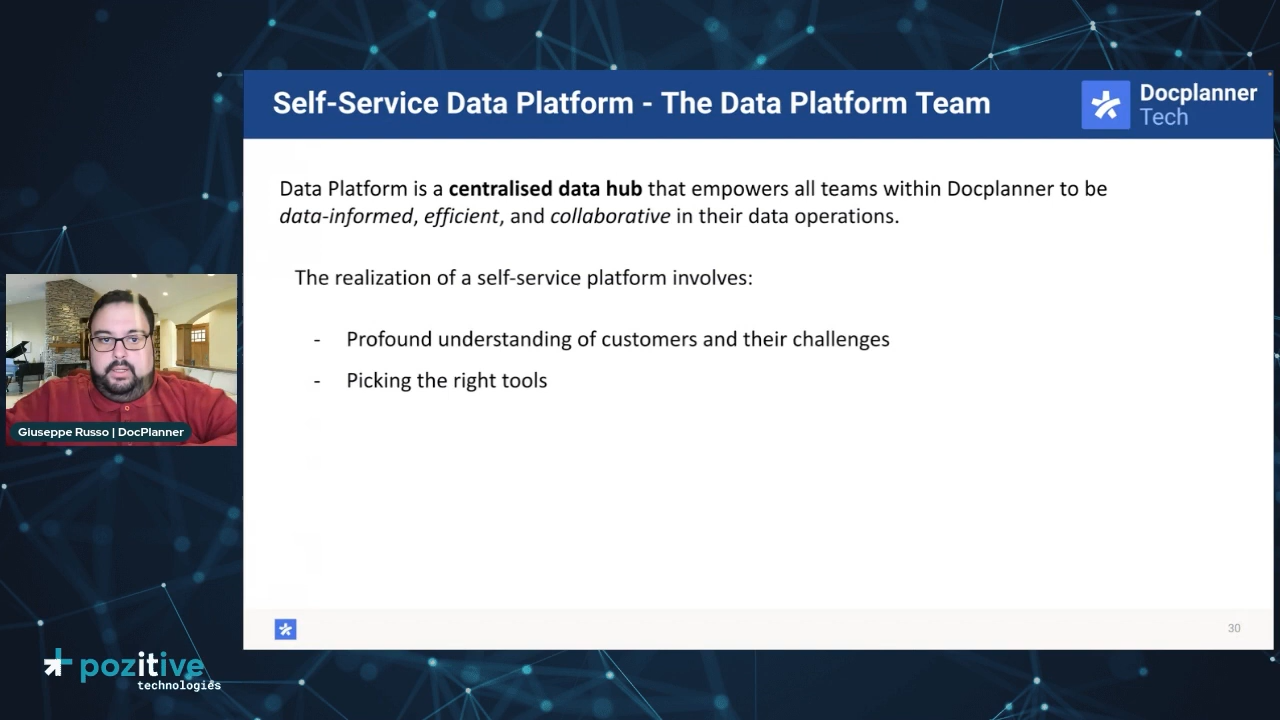 Self-Service Data Platform - The Data Platform Team
Docplanner
Tech
Data Platform is a centralised data hub that empowers all teams within Docplanner to be
data-informed, efficient, and collaborative in their data operations.
The realization of a self-service platform involves:
- Profound understanding of customers and their challenges
- Picking the right tools
Giuseppe Russo | DocPlanner
30
pozitive
technologies